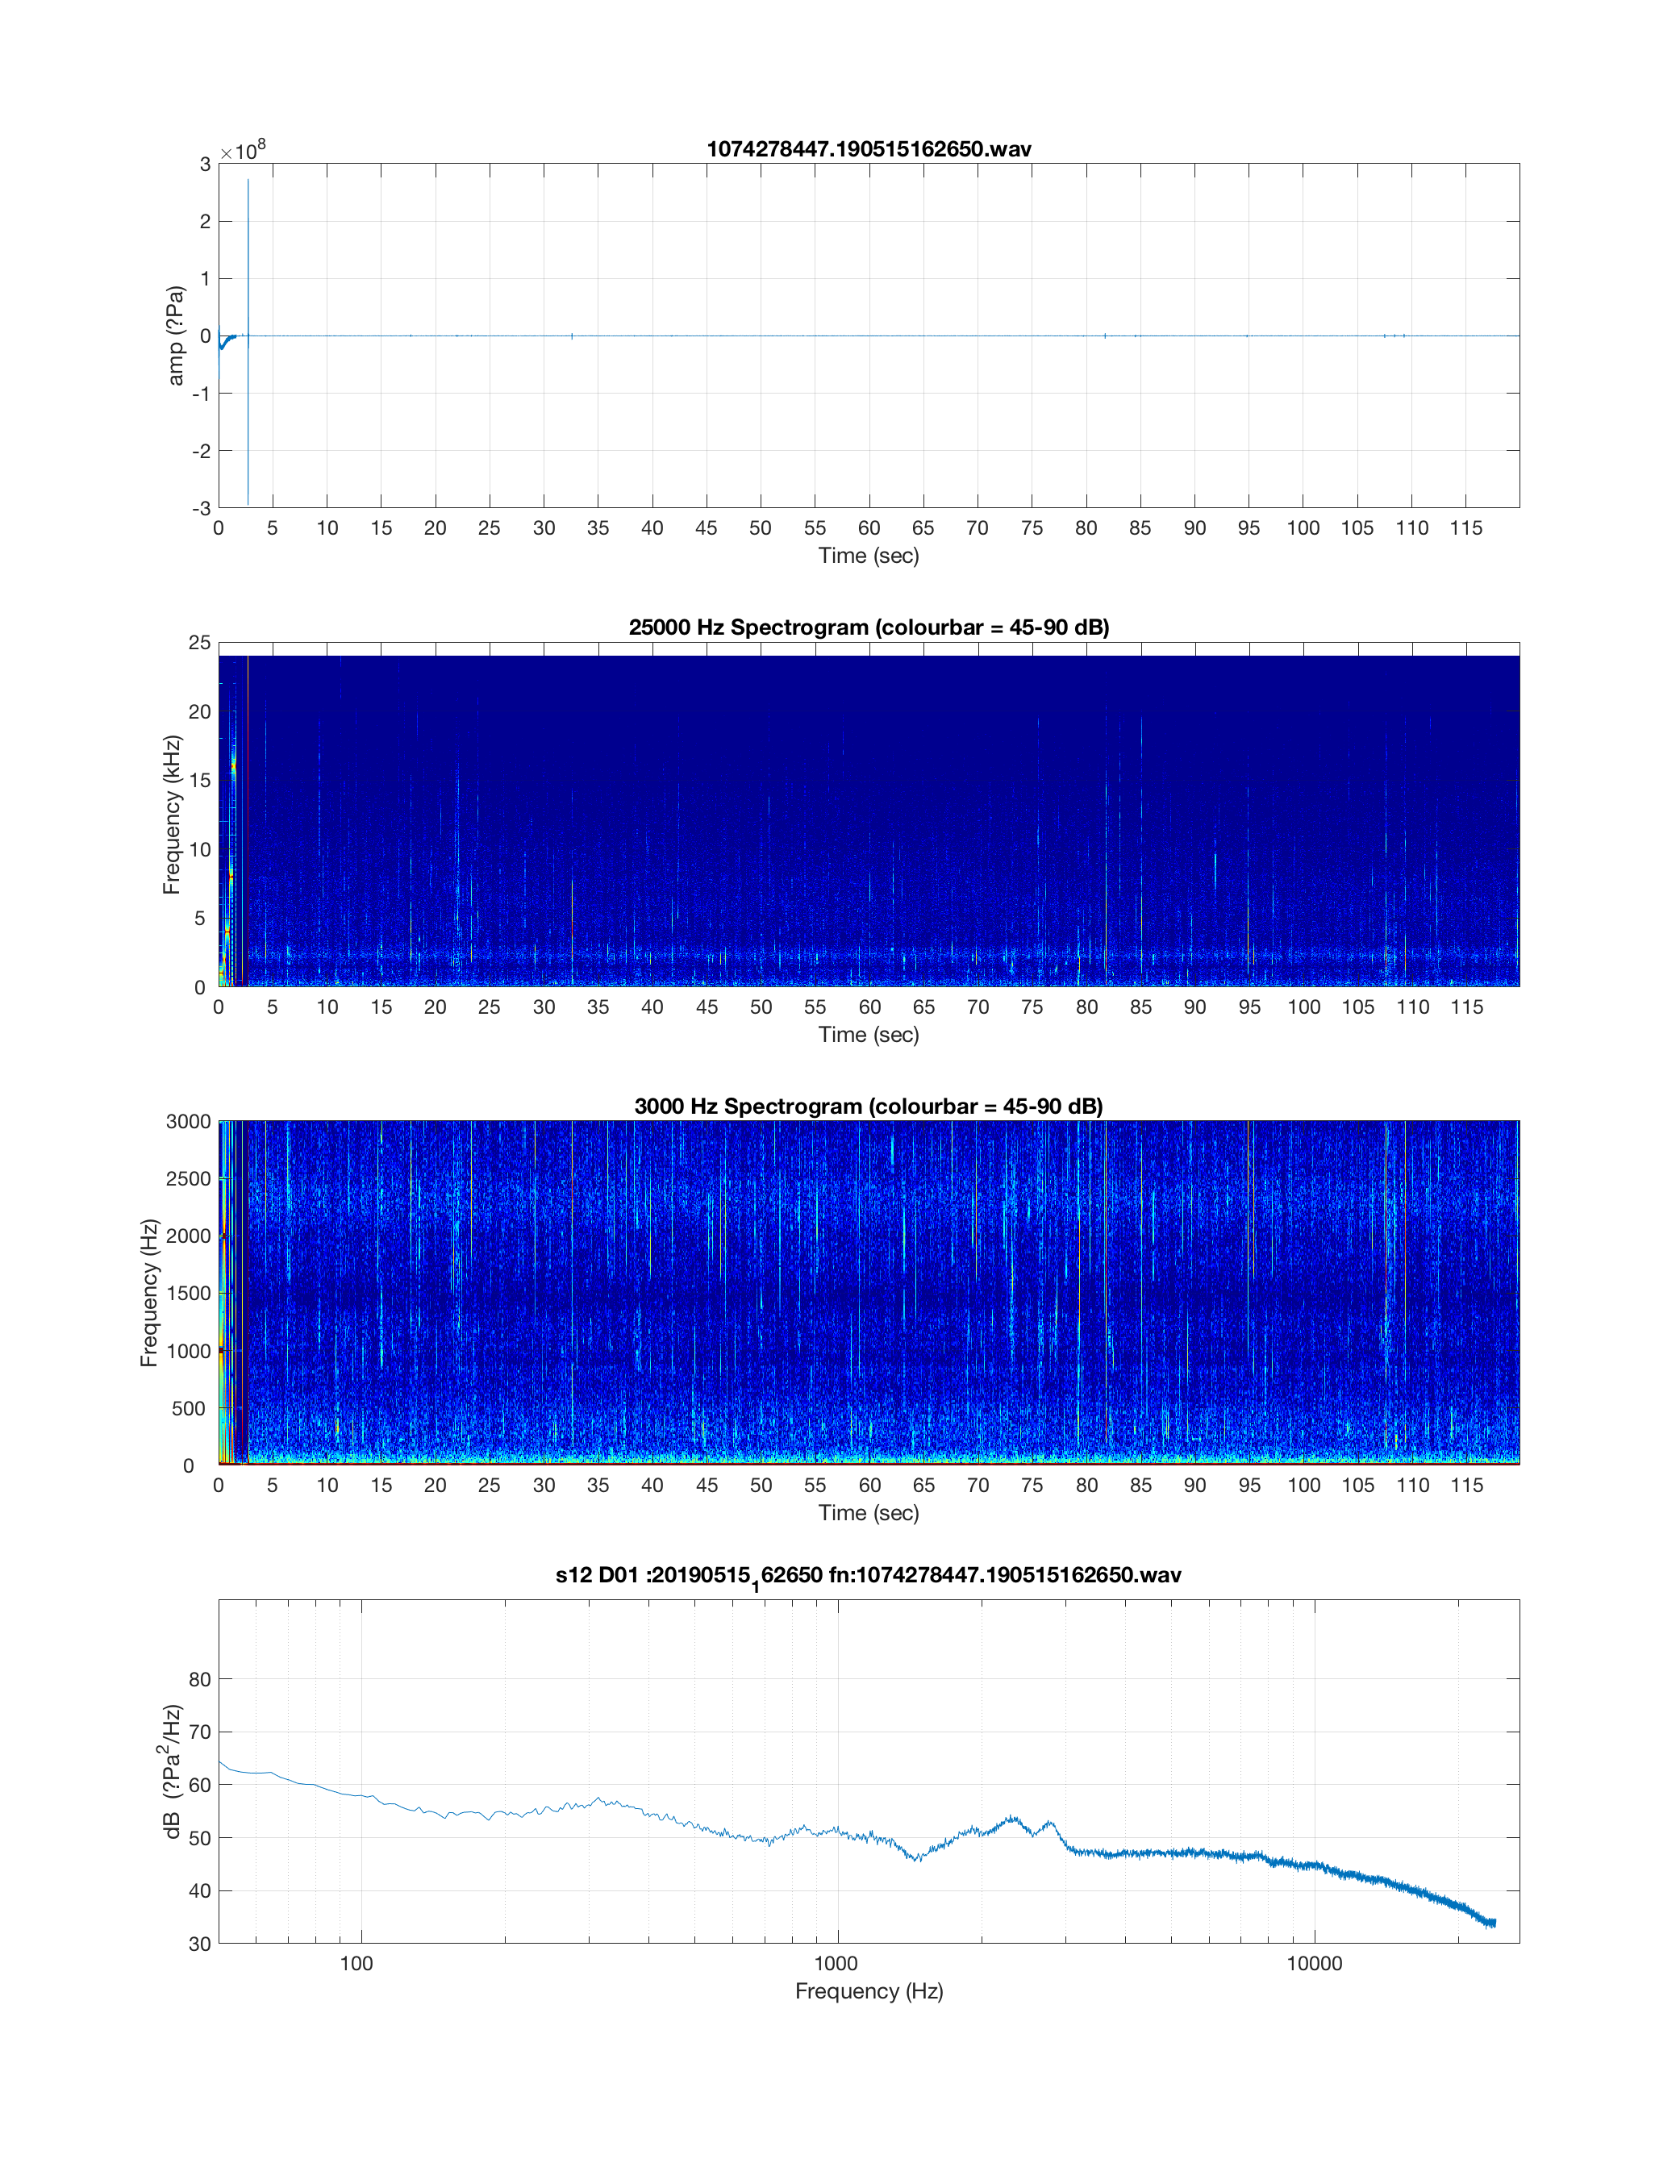 1074278447.190515162650.wav
×10⁸
3
2
1
0
-1
-2
-3
amp (?Pa)
0 5 10 15 20 25 30 35 40 45 50 55 60 65 70 75 80 85 90 95 100 105 110 115
Time (sec)
25000 Hz Spectrogram (colourbar = 45-90 dB)
25
20
15
10
5
0
Frequency (kHz)
0 5 10 15 20 25 30 35 40 45 50 55 60 65 70 75 80 85 90 95 100 105 110 115
Time (sec)
3000 Hz Spectrogram (colourbar = 45-90 dB)
3000
2500
2000
1500
1000
500
0
Frequency (Hz)
0 5 10 15 20 25 30 35 40 45 50 55 60 65 70 75 80 85 90 95 100 105 110 115
Time (sec)
s12 D01 :20190515₁62650 fn:1074278447.190515162650.wav
80
70
60
50
40
30
dB (?Pa²/Hz)
100 1000 10000
Frequency (Hz)